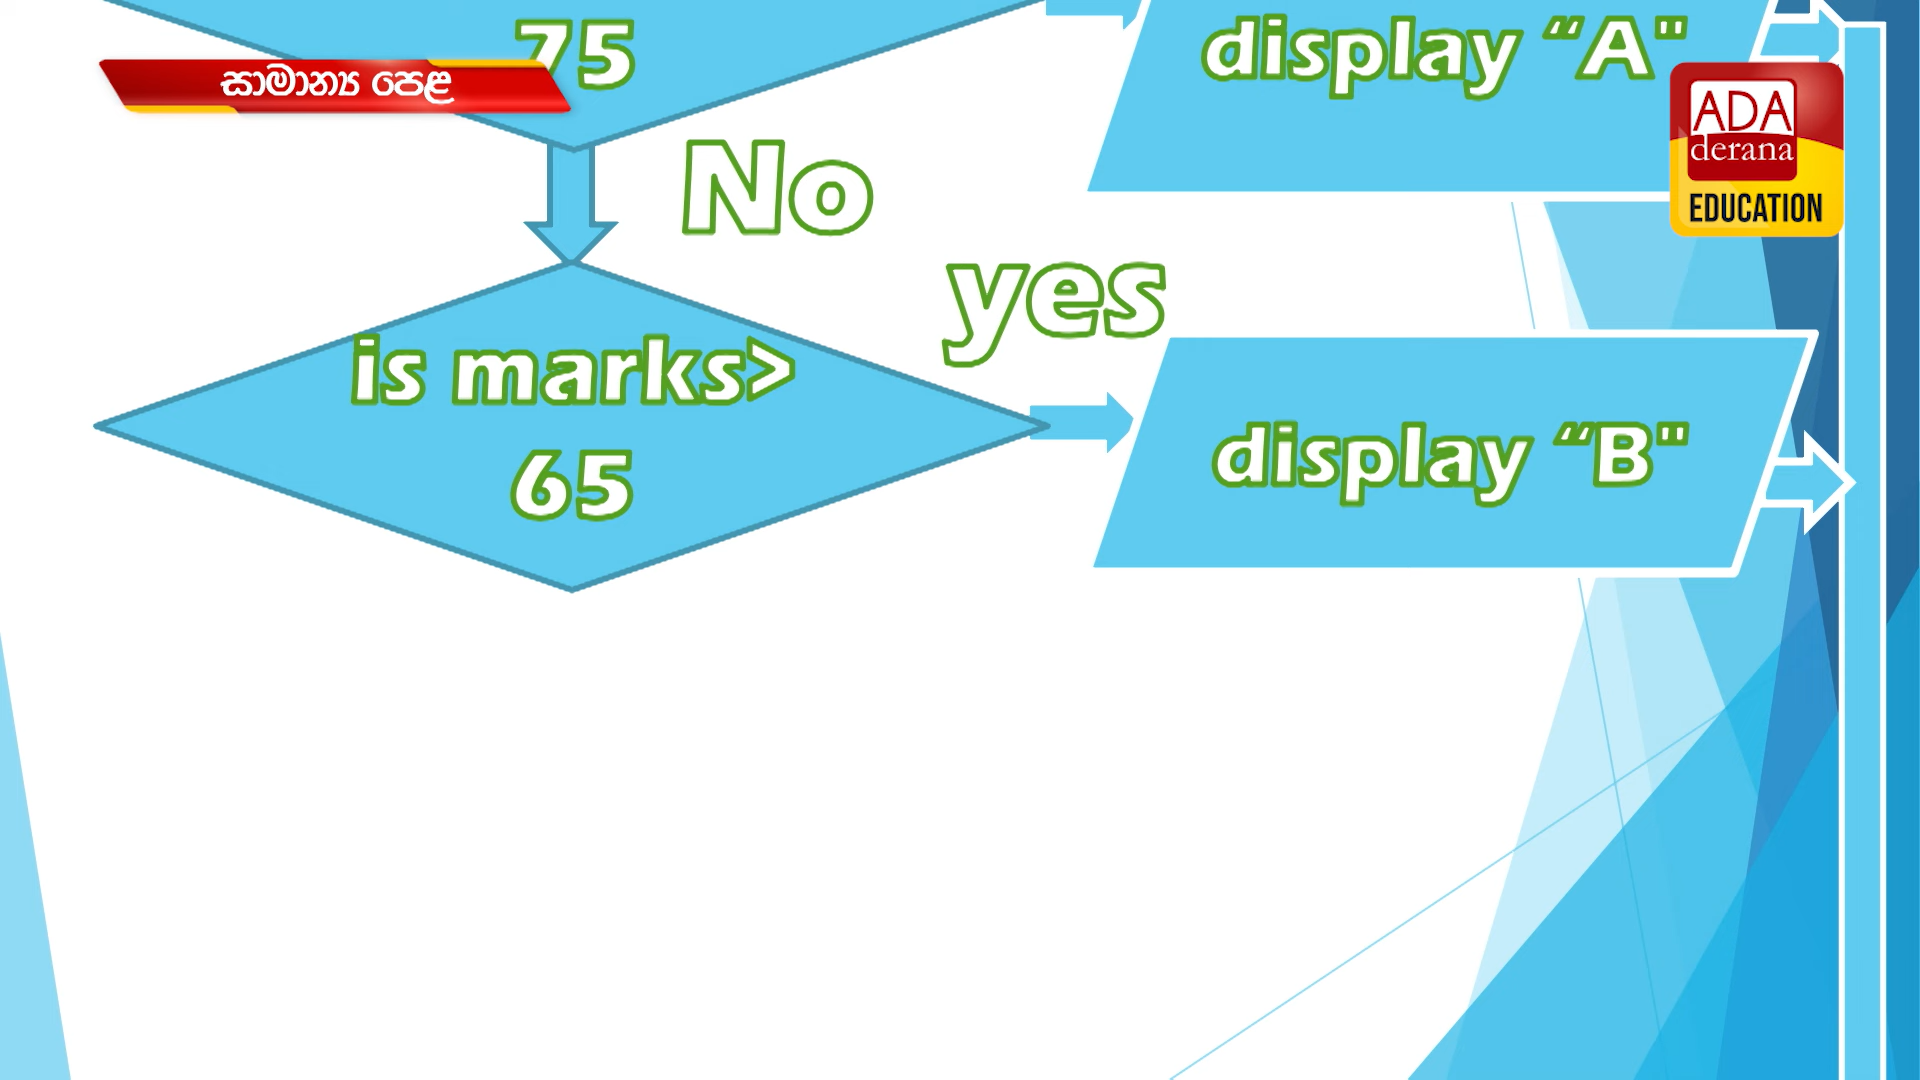 75
display “A"
සාමාන්‍ය පෙළ
ADA
derana
EDUCATION
No
yes
is marks>
65
display “B"